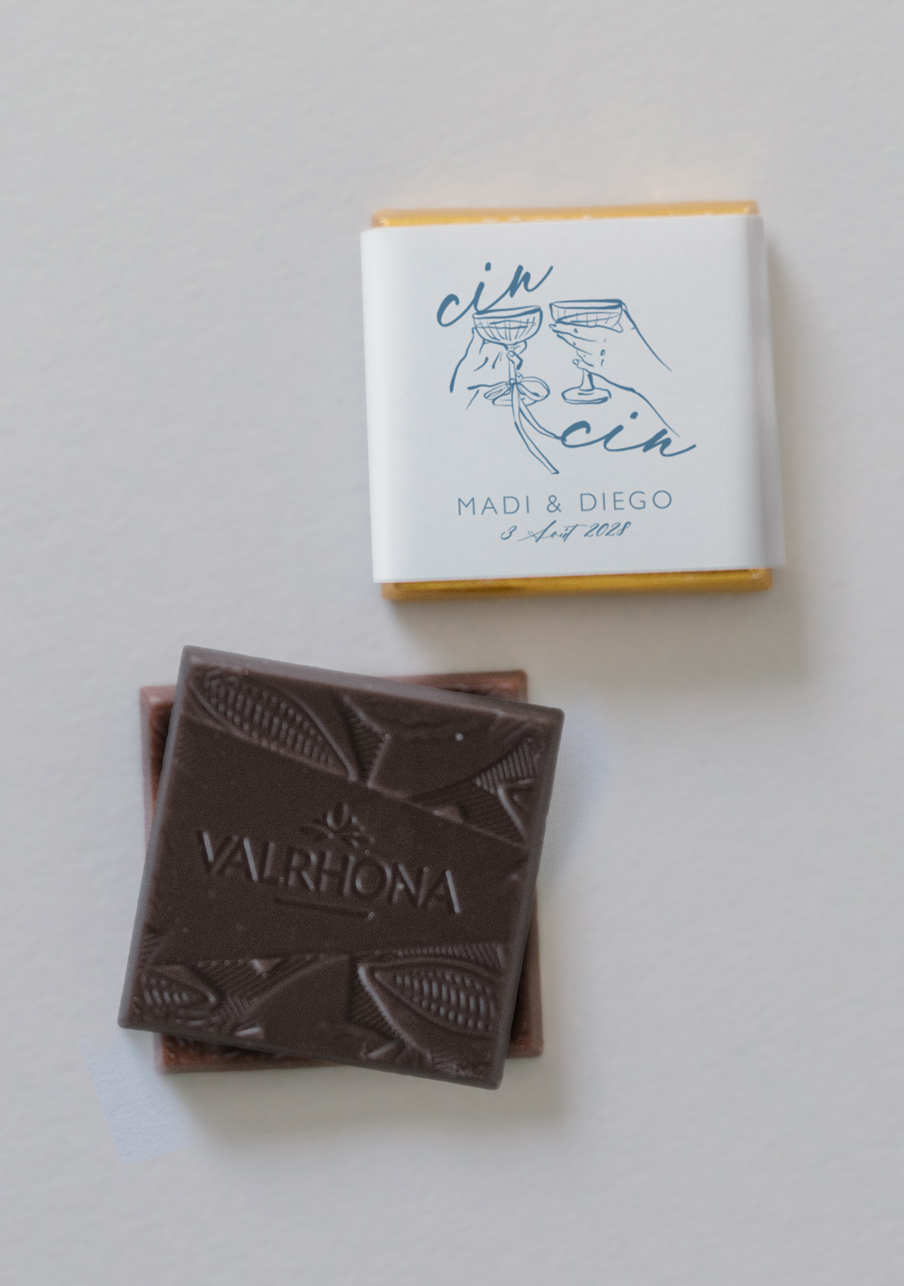 cin
cin
MADI & DIEGO
3 Août 2028
VALRHONA